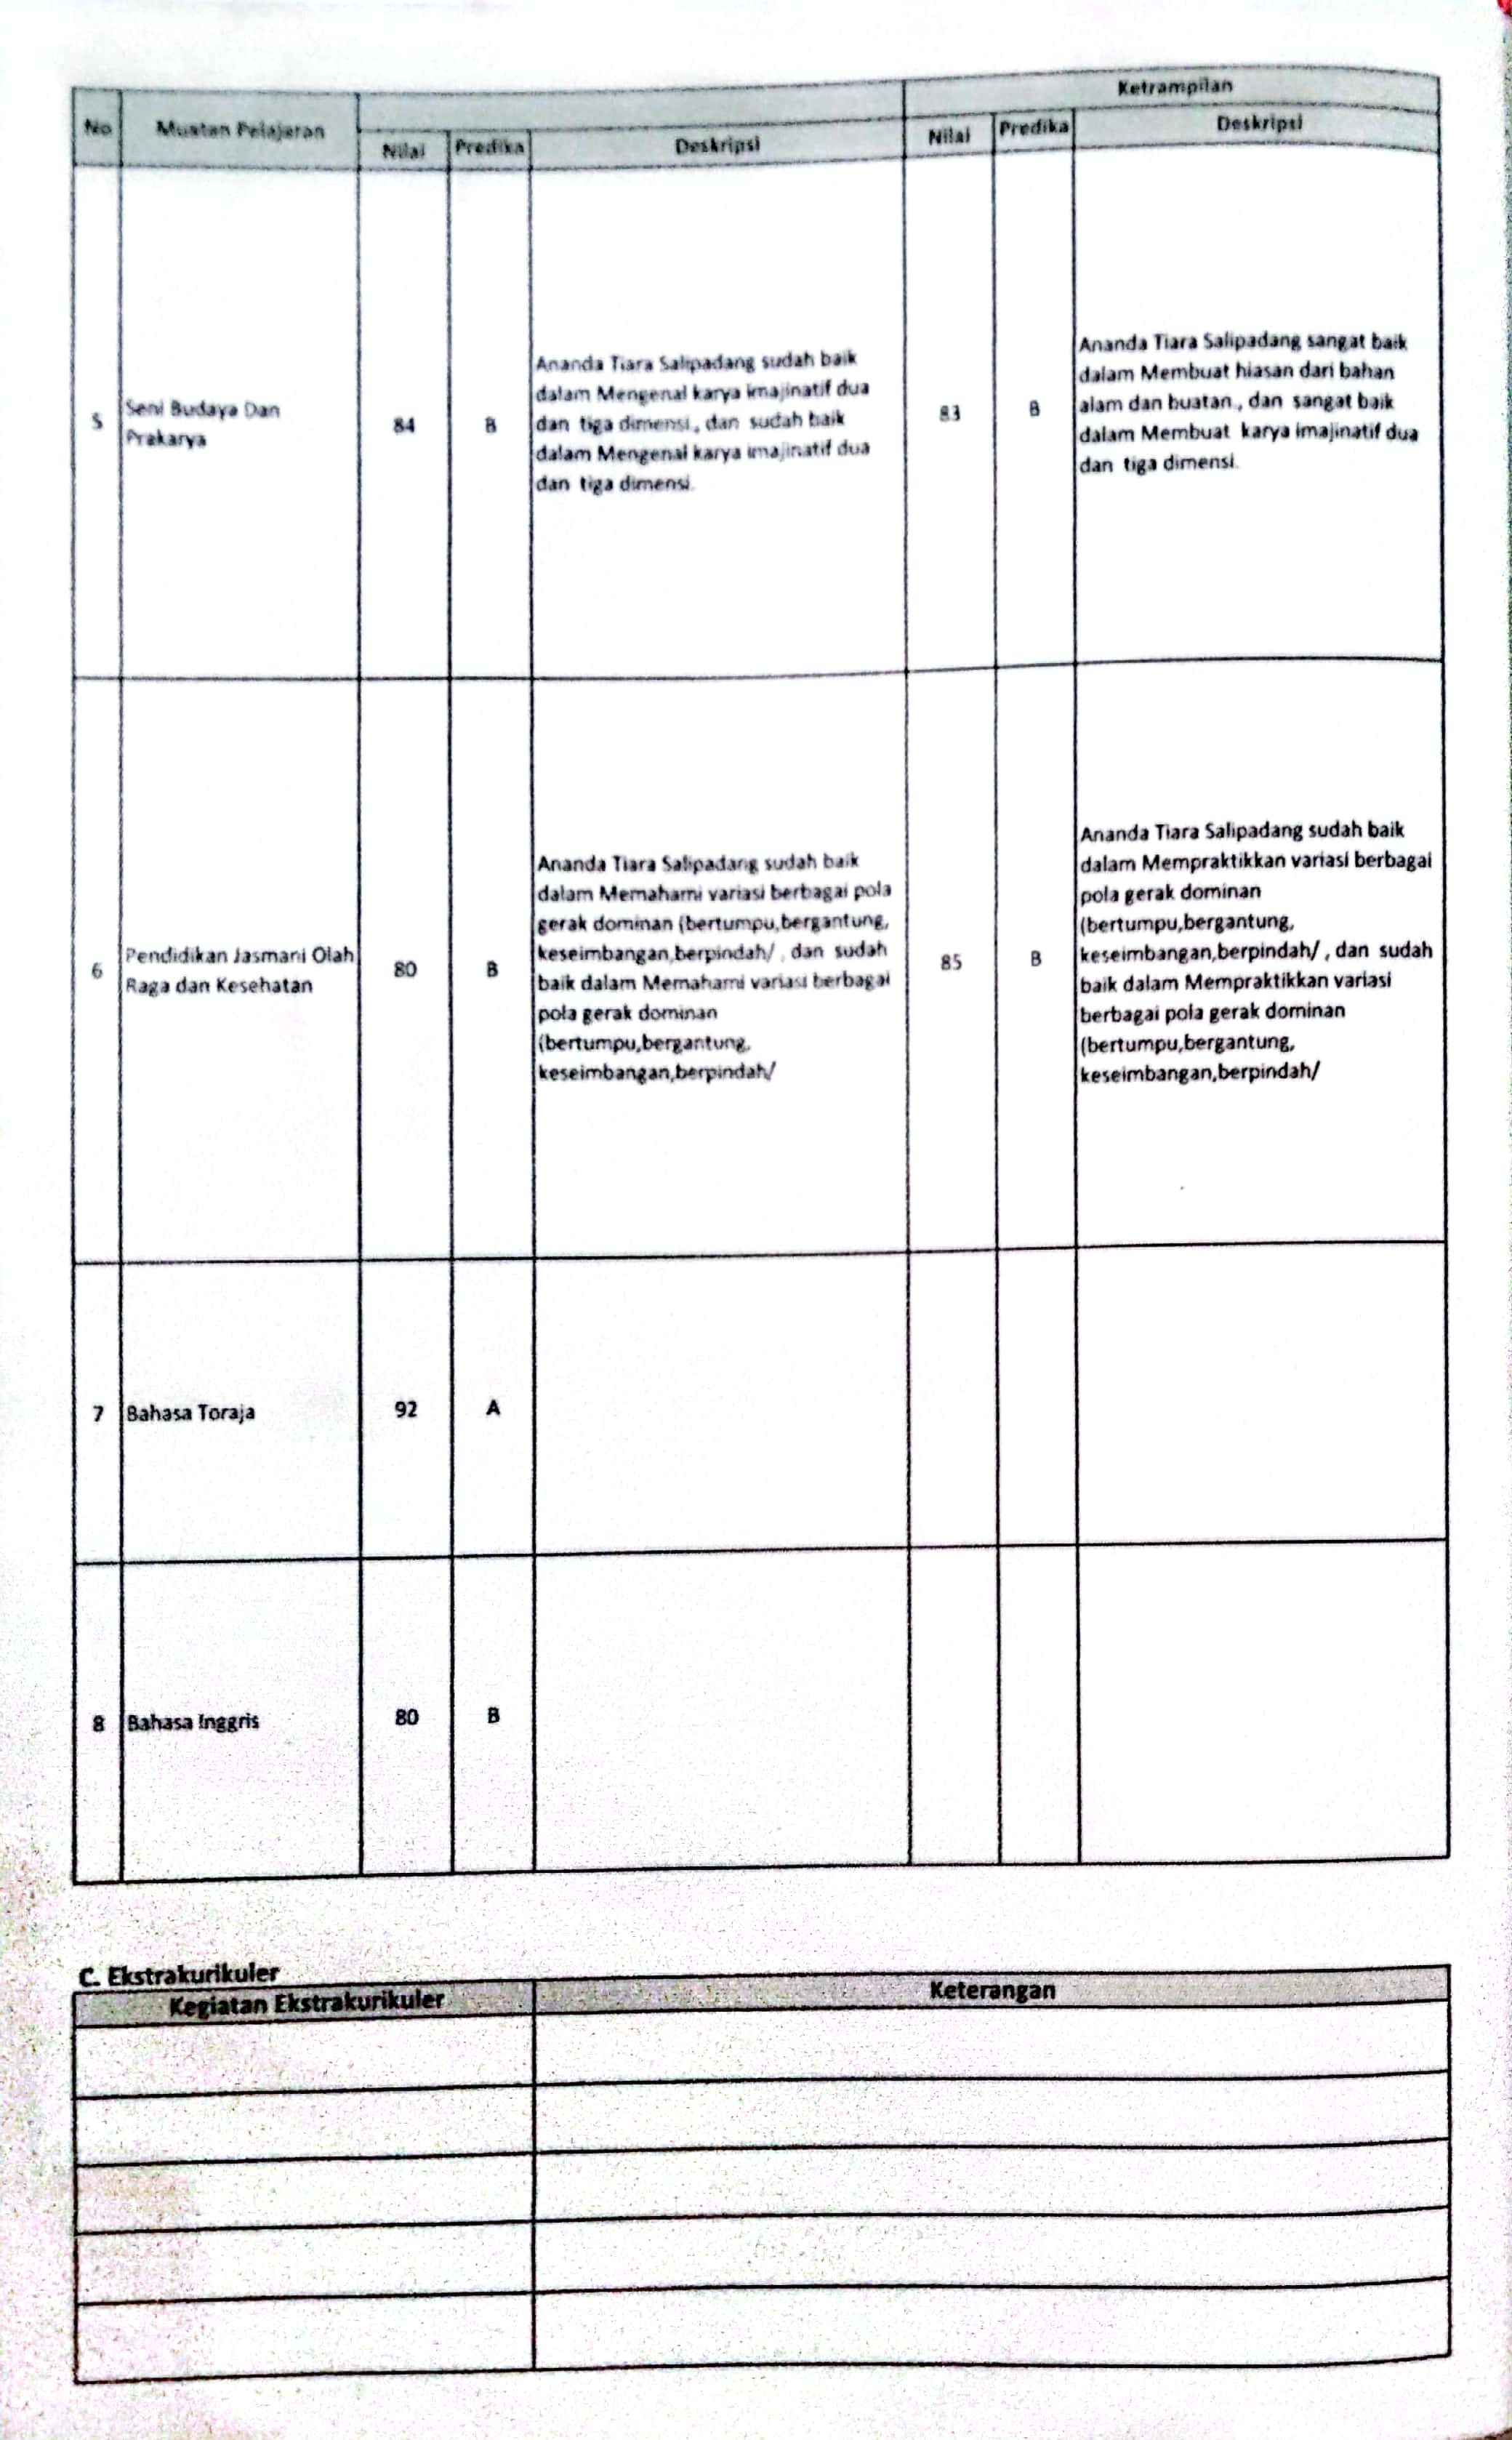 Ketrampilan
No Muatan Pelajaran
Nilai Predika Deskripsi Nilai Predika Deskripsi
5
Seni Budaya Dan
Prakarya
84
B
Ananda Tiara Salipadang sudah baik
dalam Mengenal karya imajinatif dua
dan tiga dimensi., dan sudah baik
dalam Mengenal karya imajinatif dua
dan tiga dimensi.
83
B
Ananda Tiara Salipadang sangat baik
dalam Membuat hiasan dari bahan
alam dan buatan., dan sangat baik
dalam Membuat karya imajinatif dua
dan tiga dimensi.
6
Pendidikan Jasmani Olah
Raga dan Kesehatan
80
B
Ananda Tiara Salipadang sudah baik
dalam Memahami variasi berbagai pola
gerak dominan (bertumpu,bergantung,
keseimbangan,berpindah/ , dan sudah
baik dalam Memahami variasi berbagai
pola gerak dominan
(bertumpu,bergantung,
keseimbangan,berpindah/
85
B
Ananda Tiara Salipadang sudah baik
dalam Mempraktikkan variasi berbagai
pola gerak dominan
(bertumpu,bergantung,
keseimbangan,berpindah/ , dan sudah
baik dalam Mempraktikkan variasi
berbagai pola gerak dominan
(bertumpu,bergantung,
keseimbangan,berpindah/
7 Bahasa Toraja 92 A
8 Bahasa Inggris 80 B
C. Ekstrakurikuler
Kegiatan Ekstrakurikuler Keterangan